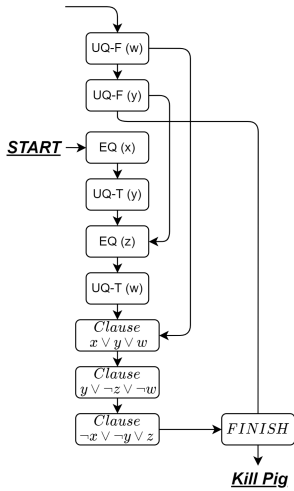 UQ-F (w)
UQ-F (y)
START
EQ (x)
UQ-T (y)
EQ (z)
UQ-T (w)
Clause
x ∨ y ∨ w
Clause
y ∨ ¬z ∨ ¬w
Clause
¬x ∨ ¬y ∨ z
FINISH
Kill Pig